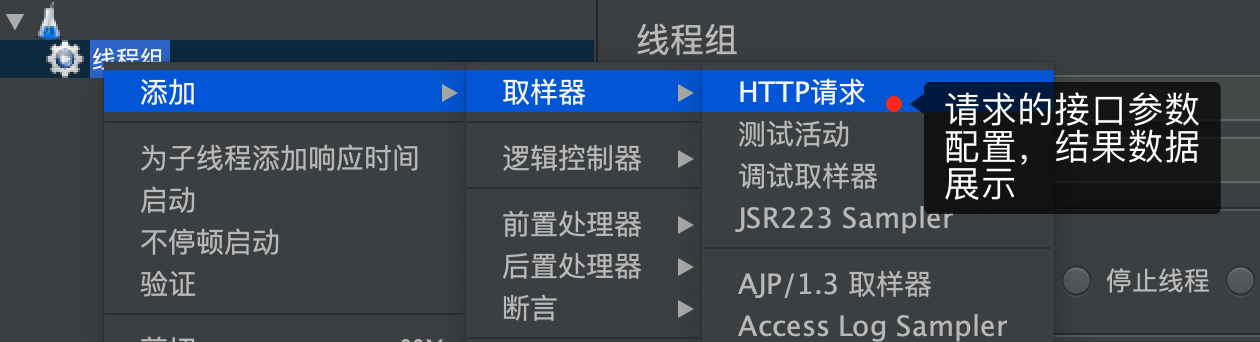 线程组
线程组
添加
取样器
HTTP请求
请求的接口参数
配置，结果数据
展示
为子线程添加响应时间
启动
不停顿启动
验证
逻辑控制器
前置处理器
后置处理器
断言
测试活动
调试取样器
JSR223 Sampler
AJP/1.3 取样器
Access Log Sampler
停止线程